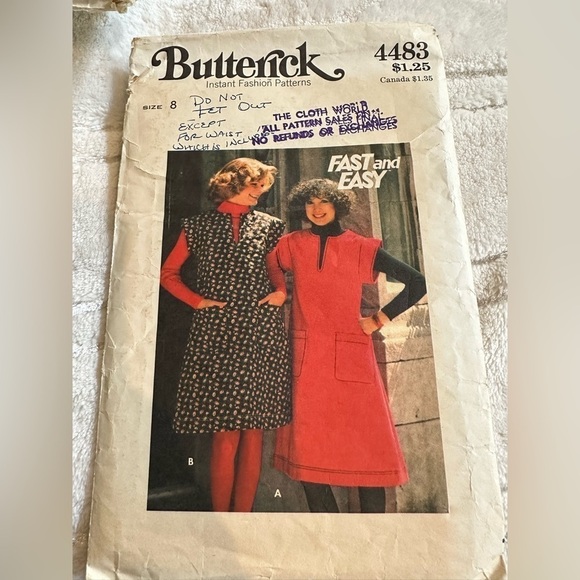 Butterick
4483
$1.25
Instant Fashion Patterns
Canada $1.35
SIZE 8 DO NOT
LET OUT
EXCEPT
FOR WAIST
WHICH IS
THE CLOTH WORLD
ALL PATTERN SALES FINAL
NO REFUNDS OR EXCHANGES
FAST and
EASY
B
A